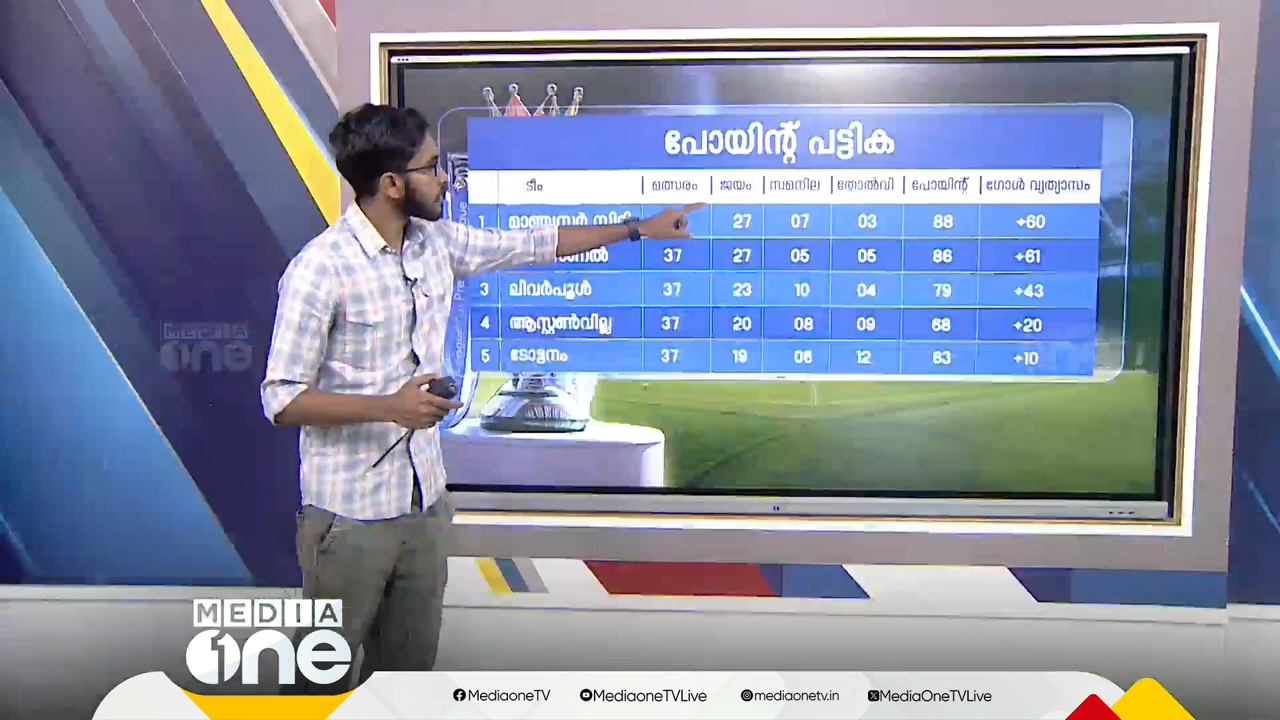 പോയിന്റ് പട്ടിക
ടീം മത്സരം ജയം സമനില തോൽവി പോയിന്റ് ഗോൾ വ്യത്യാസം
1 മാഞ്ചസ്റ്റർ സിറ്റി 27 07 03 88 +60
37 27 05 05 86 +61
3 ലിവർപൂൾ 37 23 10 04 79 +43
4 ആസ്റ്റൺവില്ല 37 20 08 09 68 +20
5 ടോട്ടനം 37 19 06 12 63 +10
MEDIA
one
MEDIA
one
MediaoneTV MediaoneTVLive mediaonetv.in MediaOneTVLive